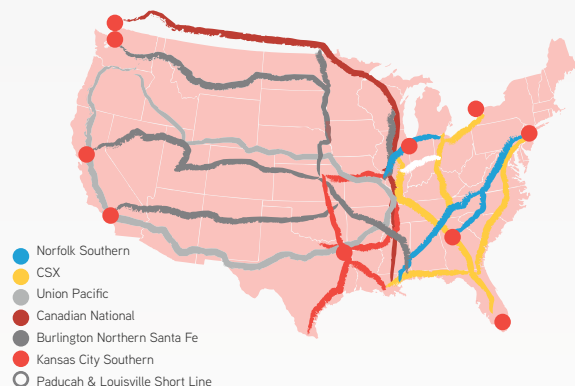 Norfolk Southern
CSX
Union Pacific
Canadian National
Burlington Northern Santa Fe
Kansas City Southern
Paducah & Louisville Short Line